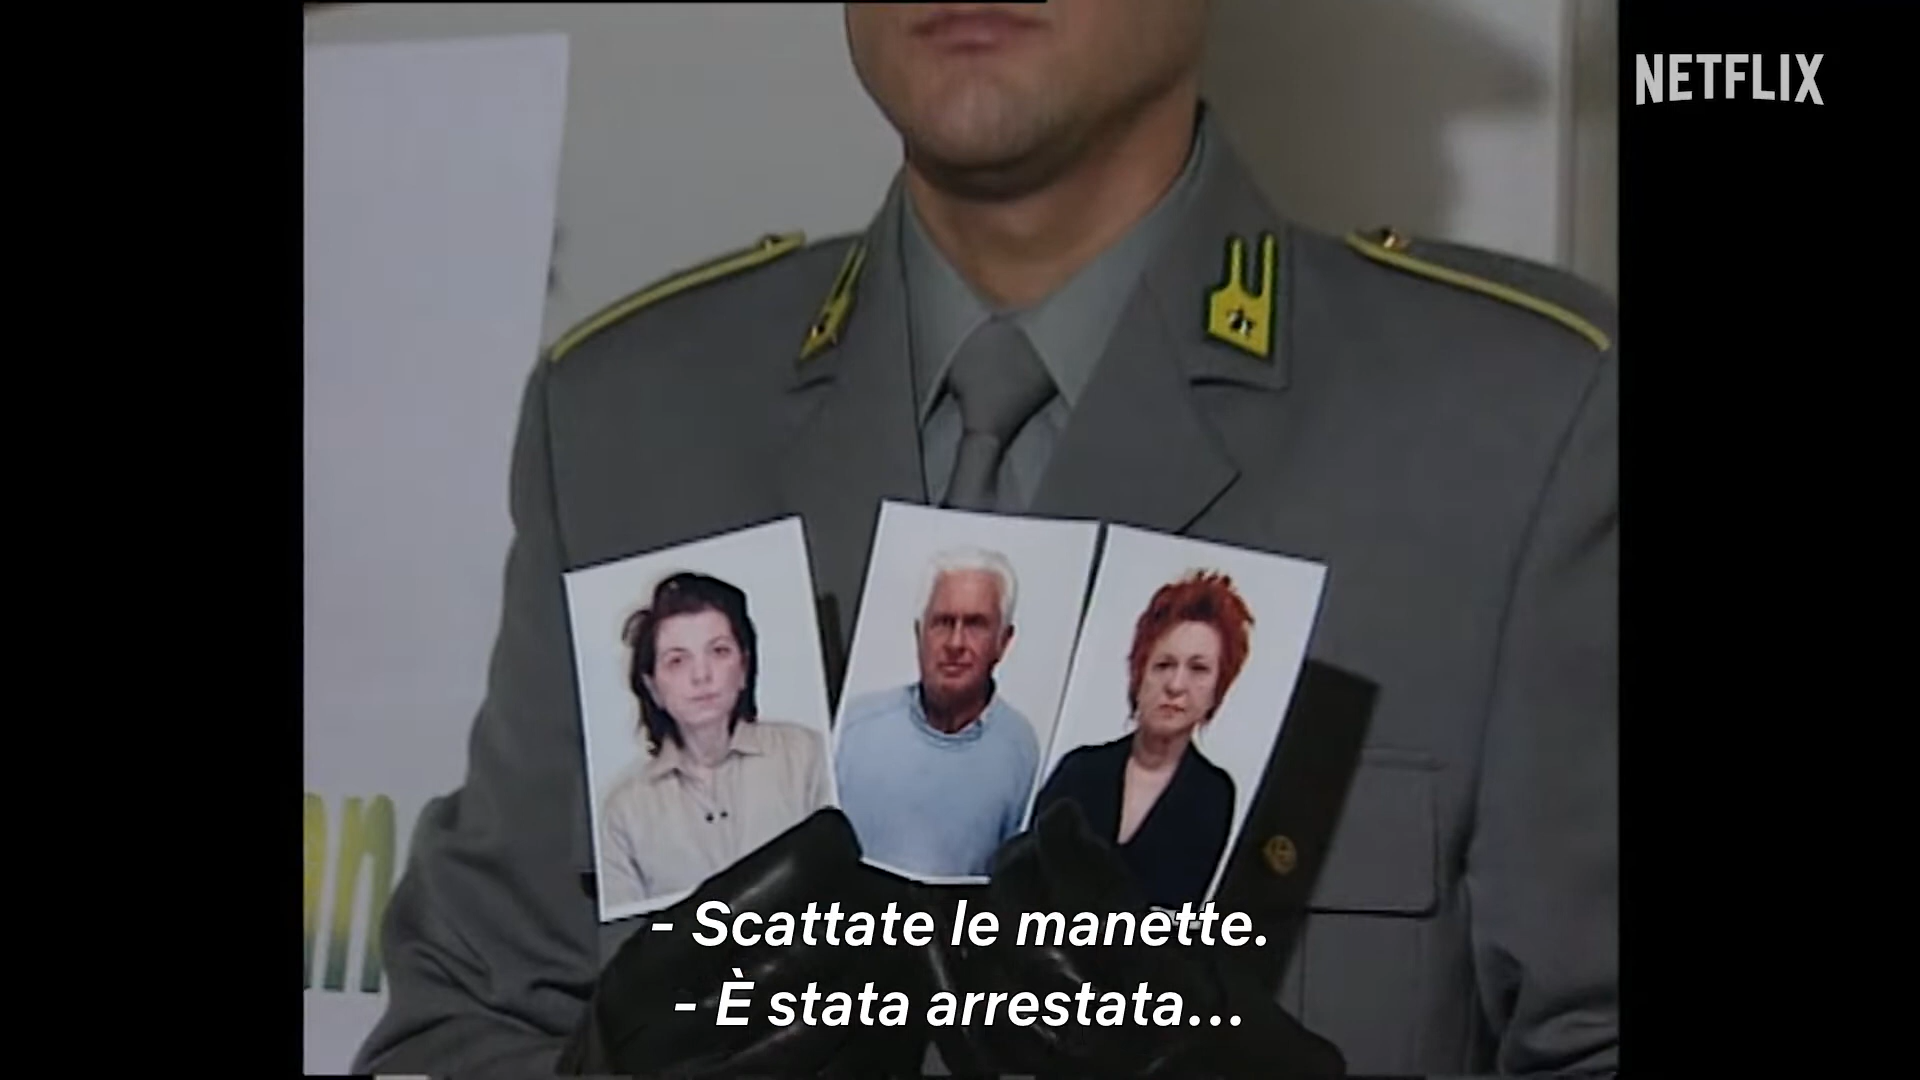 NETFLIX
- Scattate le manette.
- È stata arrestata...